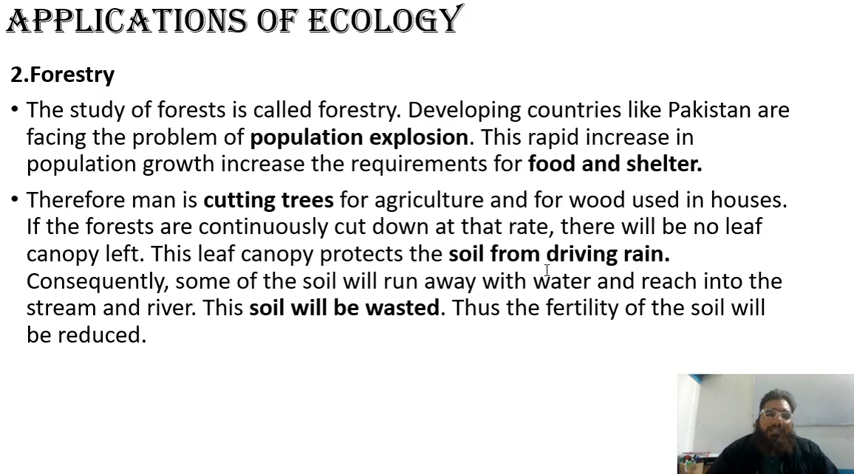 APPLICATIONS OF ECOLOGY
2.Forestry
• The study of forests is called forestry. Developing countries like Pakistan are
facing the problem of population explosion. This rapid increase in
population growth increase the requirements for food and shelter.
• Therefore man is cutting trees for agriculture and for wood used in houses.
If the forests are continuously cut down at that rate, there will be no leaf
canopy left. This leaf canopy protects the soil from driving rain.
Consequently, some of the soil will run away with water and reach into the
stream and river. This soil will be wasted. Thus the fertility of the soil will
be reduced.